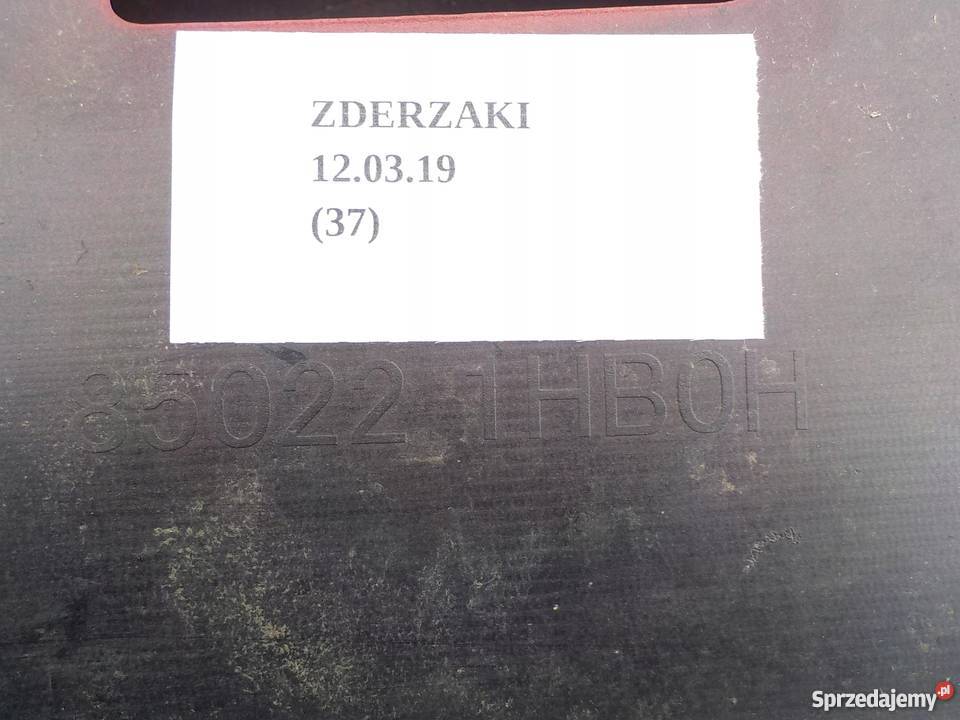 ZDERZAKI
12.03.19
(37)
85022 1HB0H
Sprzedajemy.pl